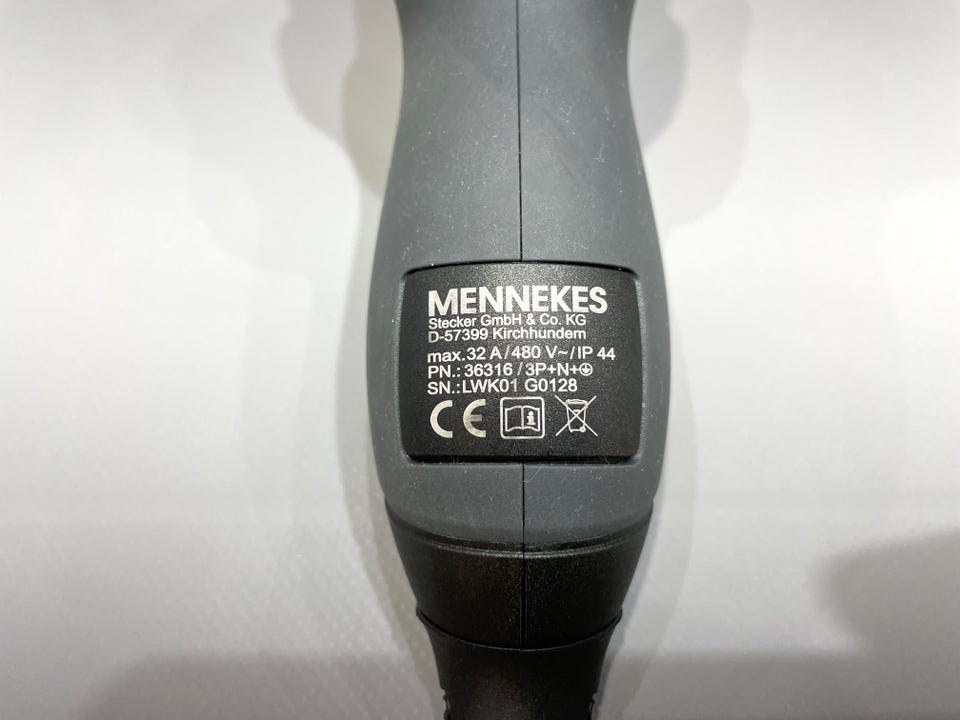 MENNEKES
Stecker GmbH & Co. KG
D-57399 Kirchhundem
max. 32 A / 480 V~ / IP 44
PN.: 36316 / 3P+N+⏚
SN.: LWK01 G0128
CE